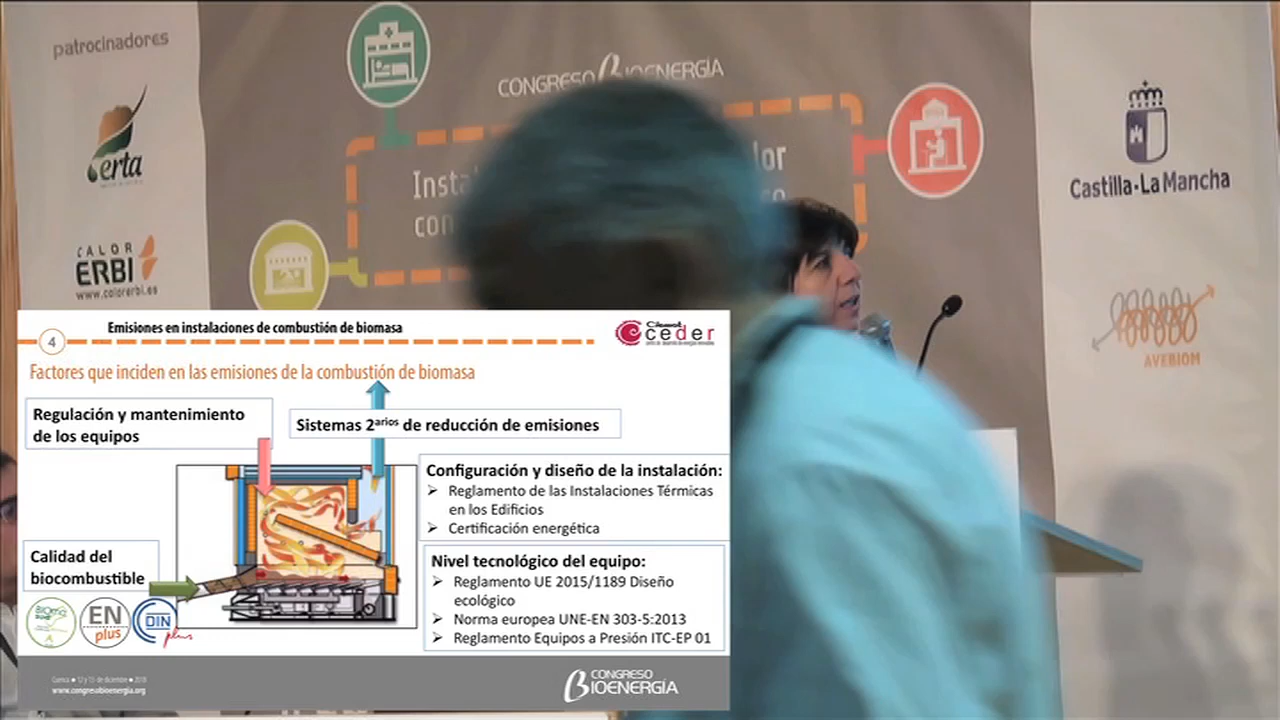 patrocinadores
erta
CALOR
ERBI
www.calorerbi.es
CONGRESO BIOENERGÍA
Castilla-La Mancha
AVEBIOM
4
Emisiones en instalaciones de combustión de biomasa
ceder
Factores que inciden en las emisiones de la combustión de biomasa
Regulación y mantenimiento
de los equipos
Sistemas 2arios de reducción de emisiones
Configuración y diseño de la instalación:
Reglamento de las Instalaciones Térmicas
en los Edificios
Certificación energética
Calidad del
biocombustible
Nivel tecnológico del equipo:
Reglamento UE 2015/1189 Diseño
ecológico
Norma europea UNE-EN 303-5:2013
Reglamento Equipos a Presión ITC-EP 01
EN
plus
DIN
plus
www.congresobioenergia.org
CONGRESO
BIOENERGÍA